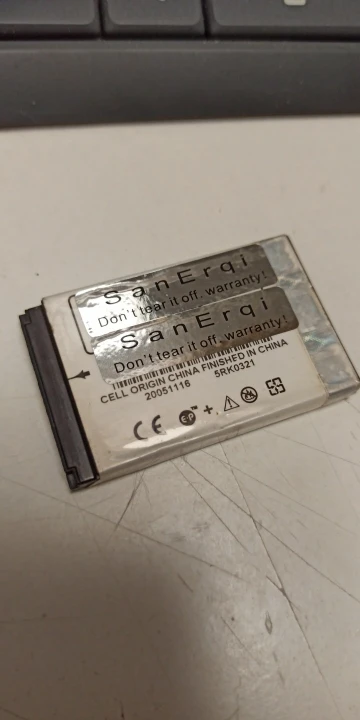 SanErqi
Don't tear it off. warranty!
SanErqi
Don't tear it off. warranty!
CELL ORIGIN CHINA FINISHED IN CHINA
20051116 5RK0321
CE EP